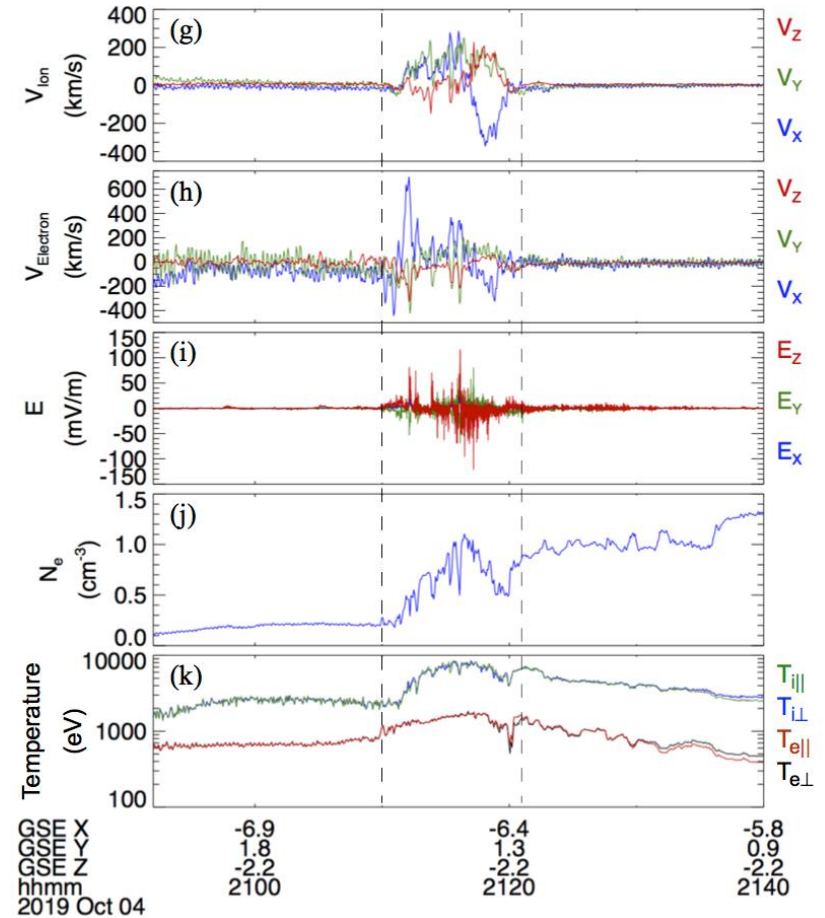 (g)
400
200
0
-200
-400
V_Ion
(km/s)
V_Z
V_Y
V_X
(h)
600
400
200
0
-200
-400
V_Electron
(km/s)
V_Z
V_Y
V_X
(i)
150
100
50
0
-50
-100
-150
E
(mV/m)
E_Z
E_Y
E_X
(j)
1.5
1.0
0.5
0.0
N_e
(cm⁻³)
(k)
10000
1000
100
Temperature
(eV)
T_i||
T_i⊥
T_e||
T_e⊥
GSE X -6.9 -6.4 -5.8
GSE Y 1.8 1.3 0.9
GSE Z -2.2 -2.2 -2.2
hhmm 2100 2120 2140
2019 Oct 04